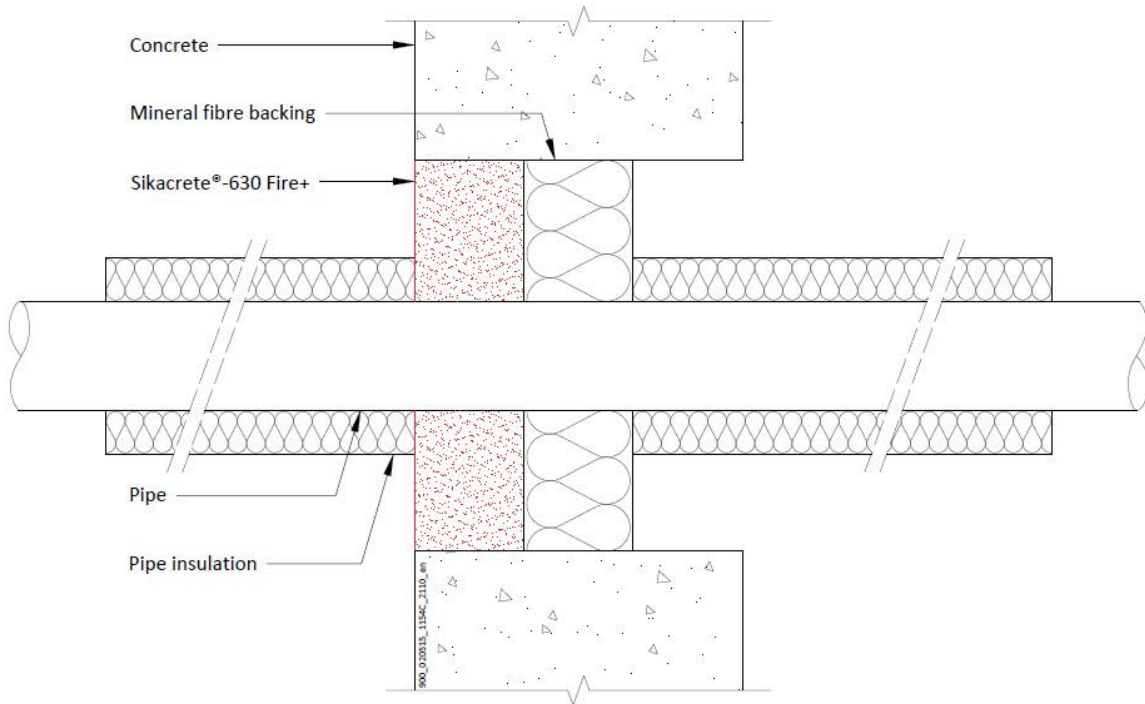 Concrete
Mineral fibre backing
Sikacrete®-630 Fire+
Pipe
Pipe insulation
900_020515_1154C_2110_en